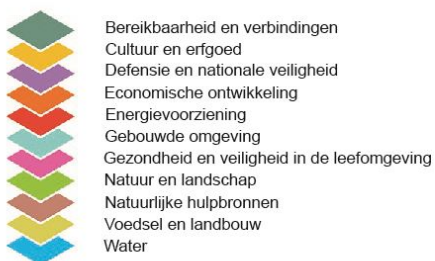 Bereikbaarheid en verbindingen
Cultuur en erfgoed
Defensie en nationale veiligheid
Economische ontwikkeling
Energievoorziening
Gebouwde omgeving
Gezondheid en veiligheid in de leefomgeving
Natuur en landschap
Natuurlijke hulpbronnen
Voedsel en landbouw
Water